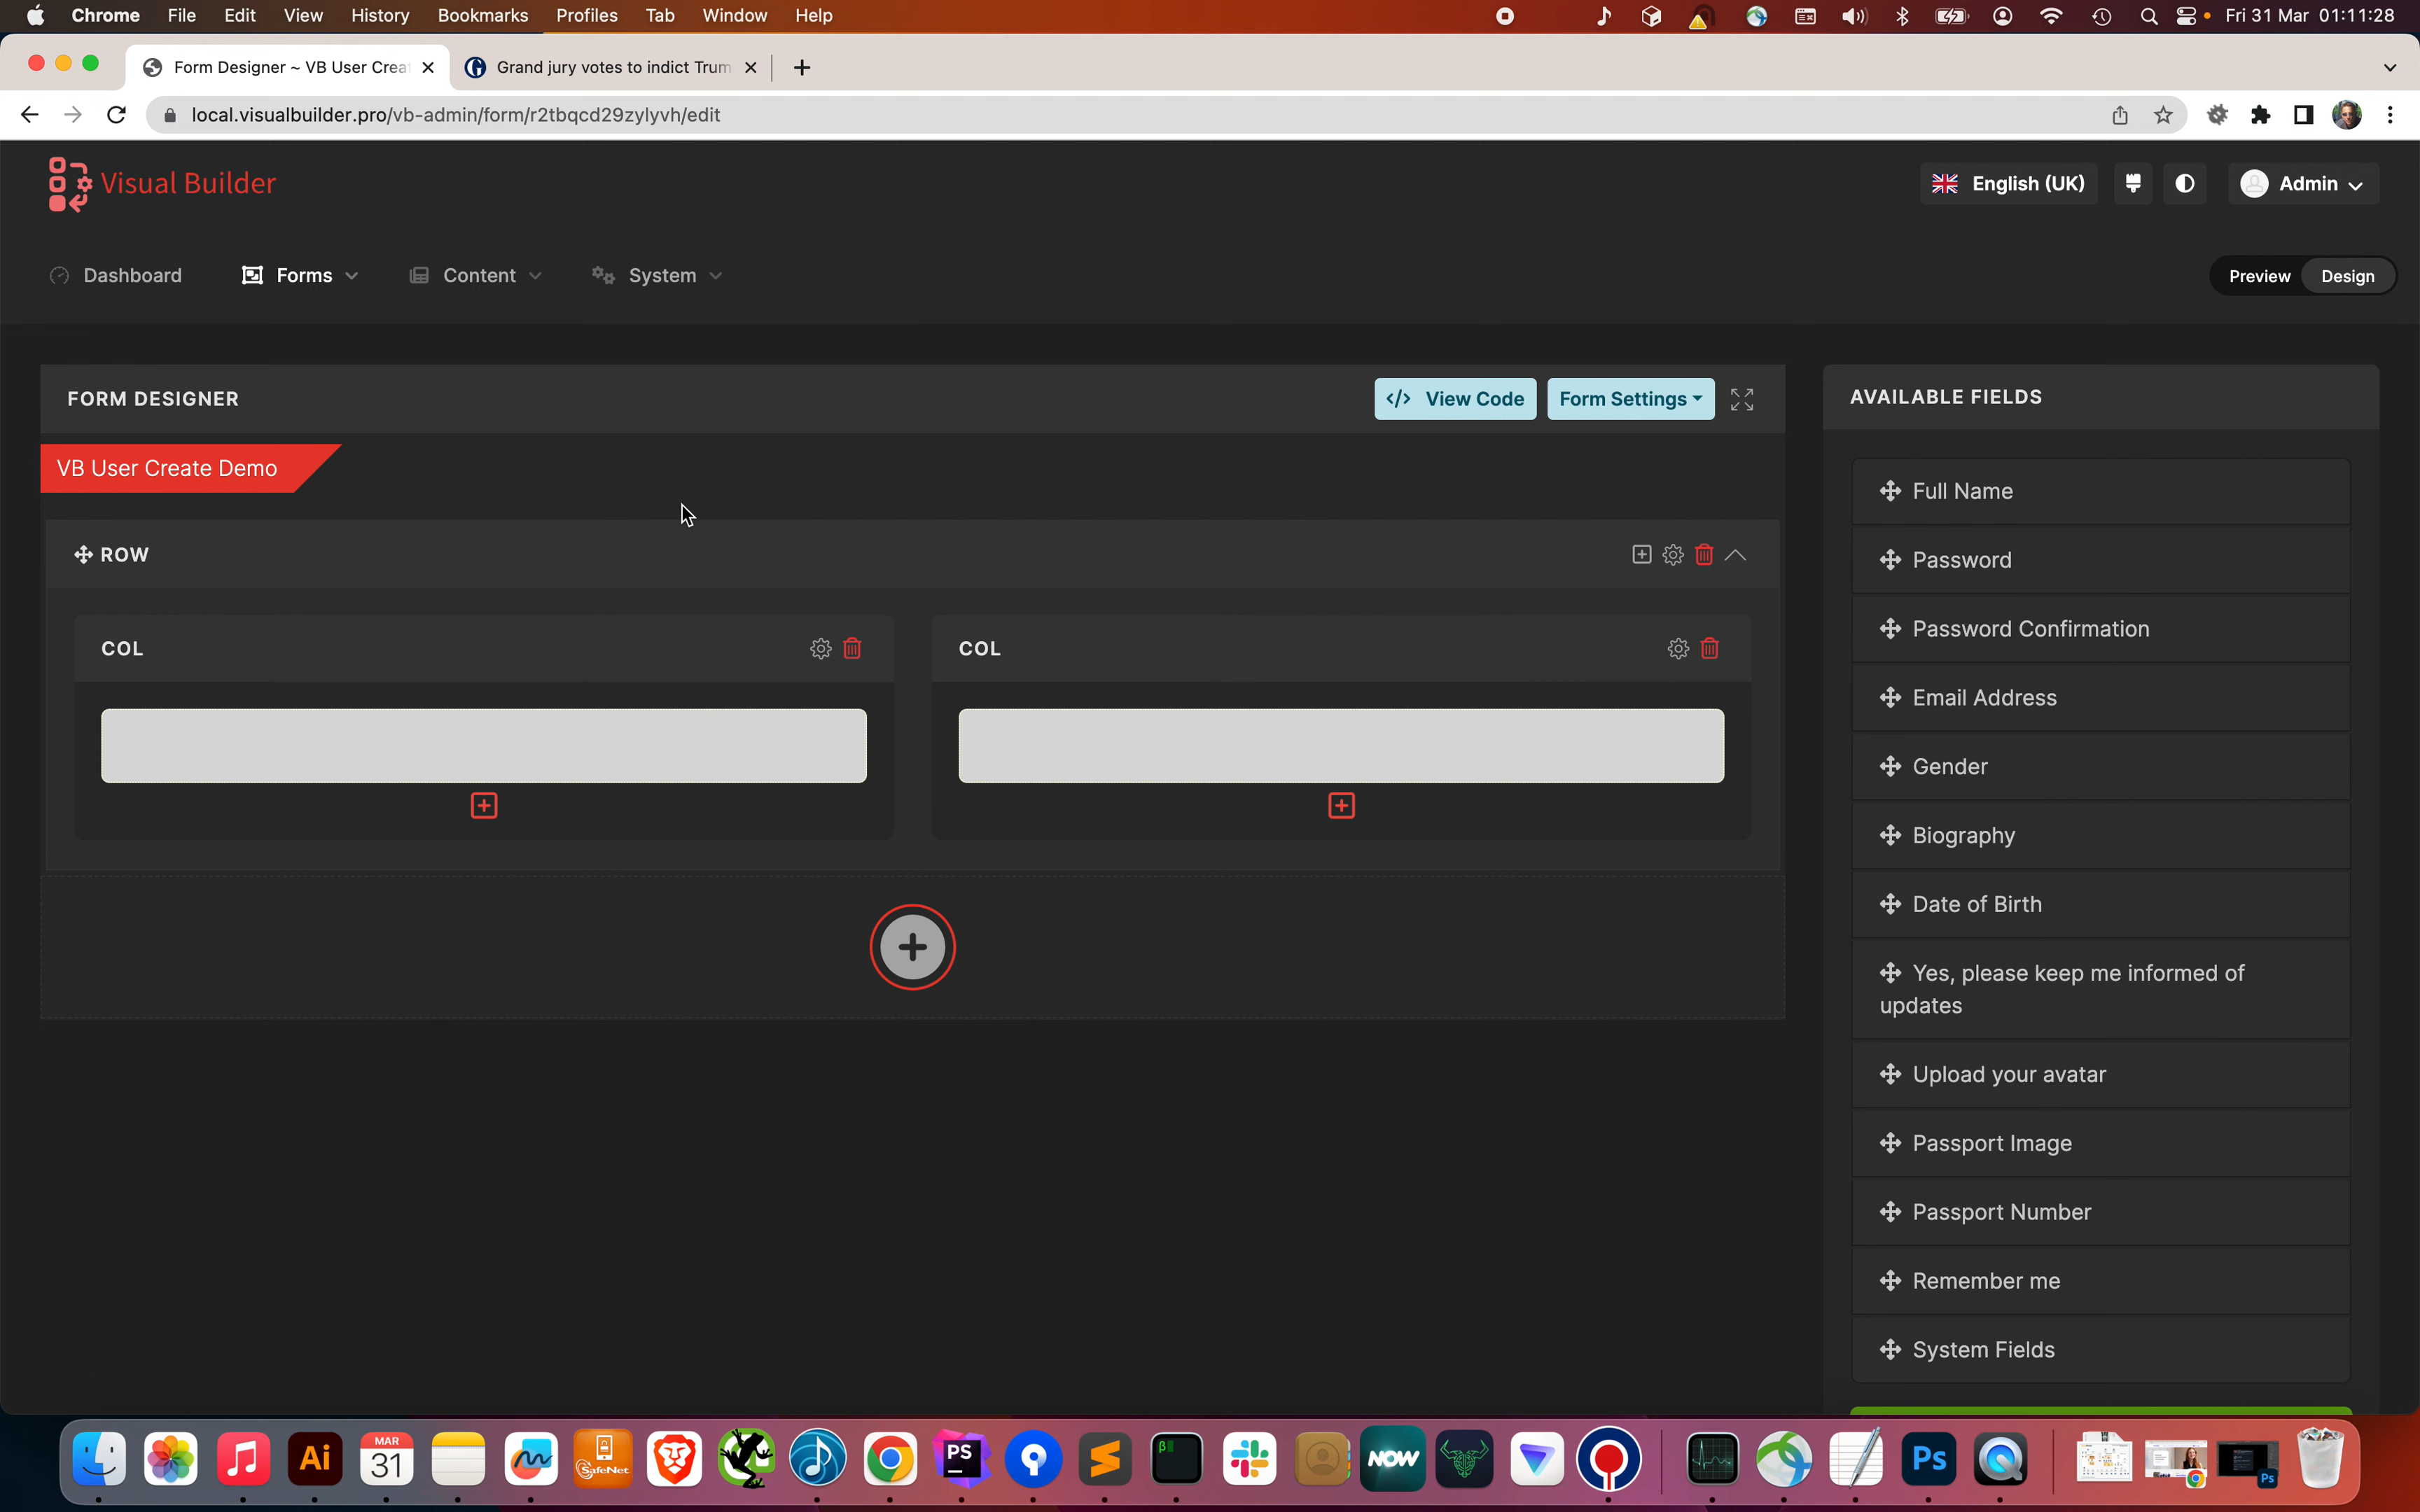 Chrome File Edit View History Bookmarks Profiles Tab Window Help Fri 31 Mar 01:11:28
Form Designer ~ VB User Crea Grand jury votes to indict Trum
local.visualbuilder.pro/vb-admin/form/r2tbqcd29zylyvh/edit
Visual Builder English (UK) Admin
Dashboard Forms Content System Preview Design
FORM DESIGNER </> View Code Form Settings
VB User Create Demo
ROW
COL COL
AVAILABLE FIELDS
Full Name
Password
Password Confirmation
Email Address
Gender
Biography
Date of Birth
Yes, please keep me informed of
updates
Upload your avatar
Passport Image
Passport Number
Remember me
System Fields
Ai MAR 31 SafeNet PS NOW Ps Ps